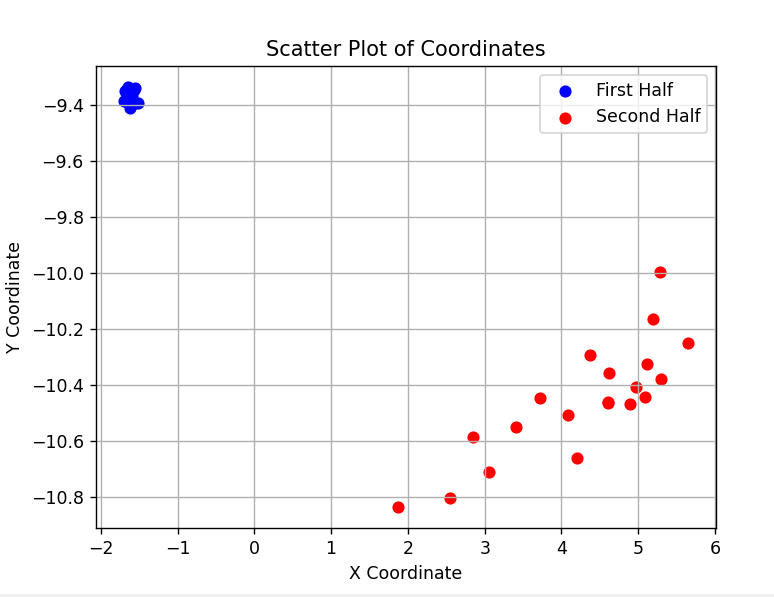 Scatter Plot of Coordinates
First Half
Second Half
Y Coordinate
−9.4
−9.6
−9.8
−10.0
−10.2
−10.4
−10.6
−10.8
−2 −1 0 1 2 3 4 5 6
X Coordinate